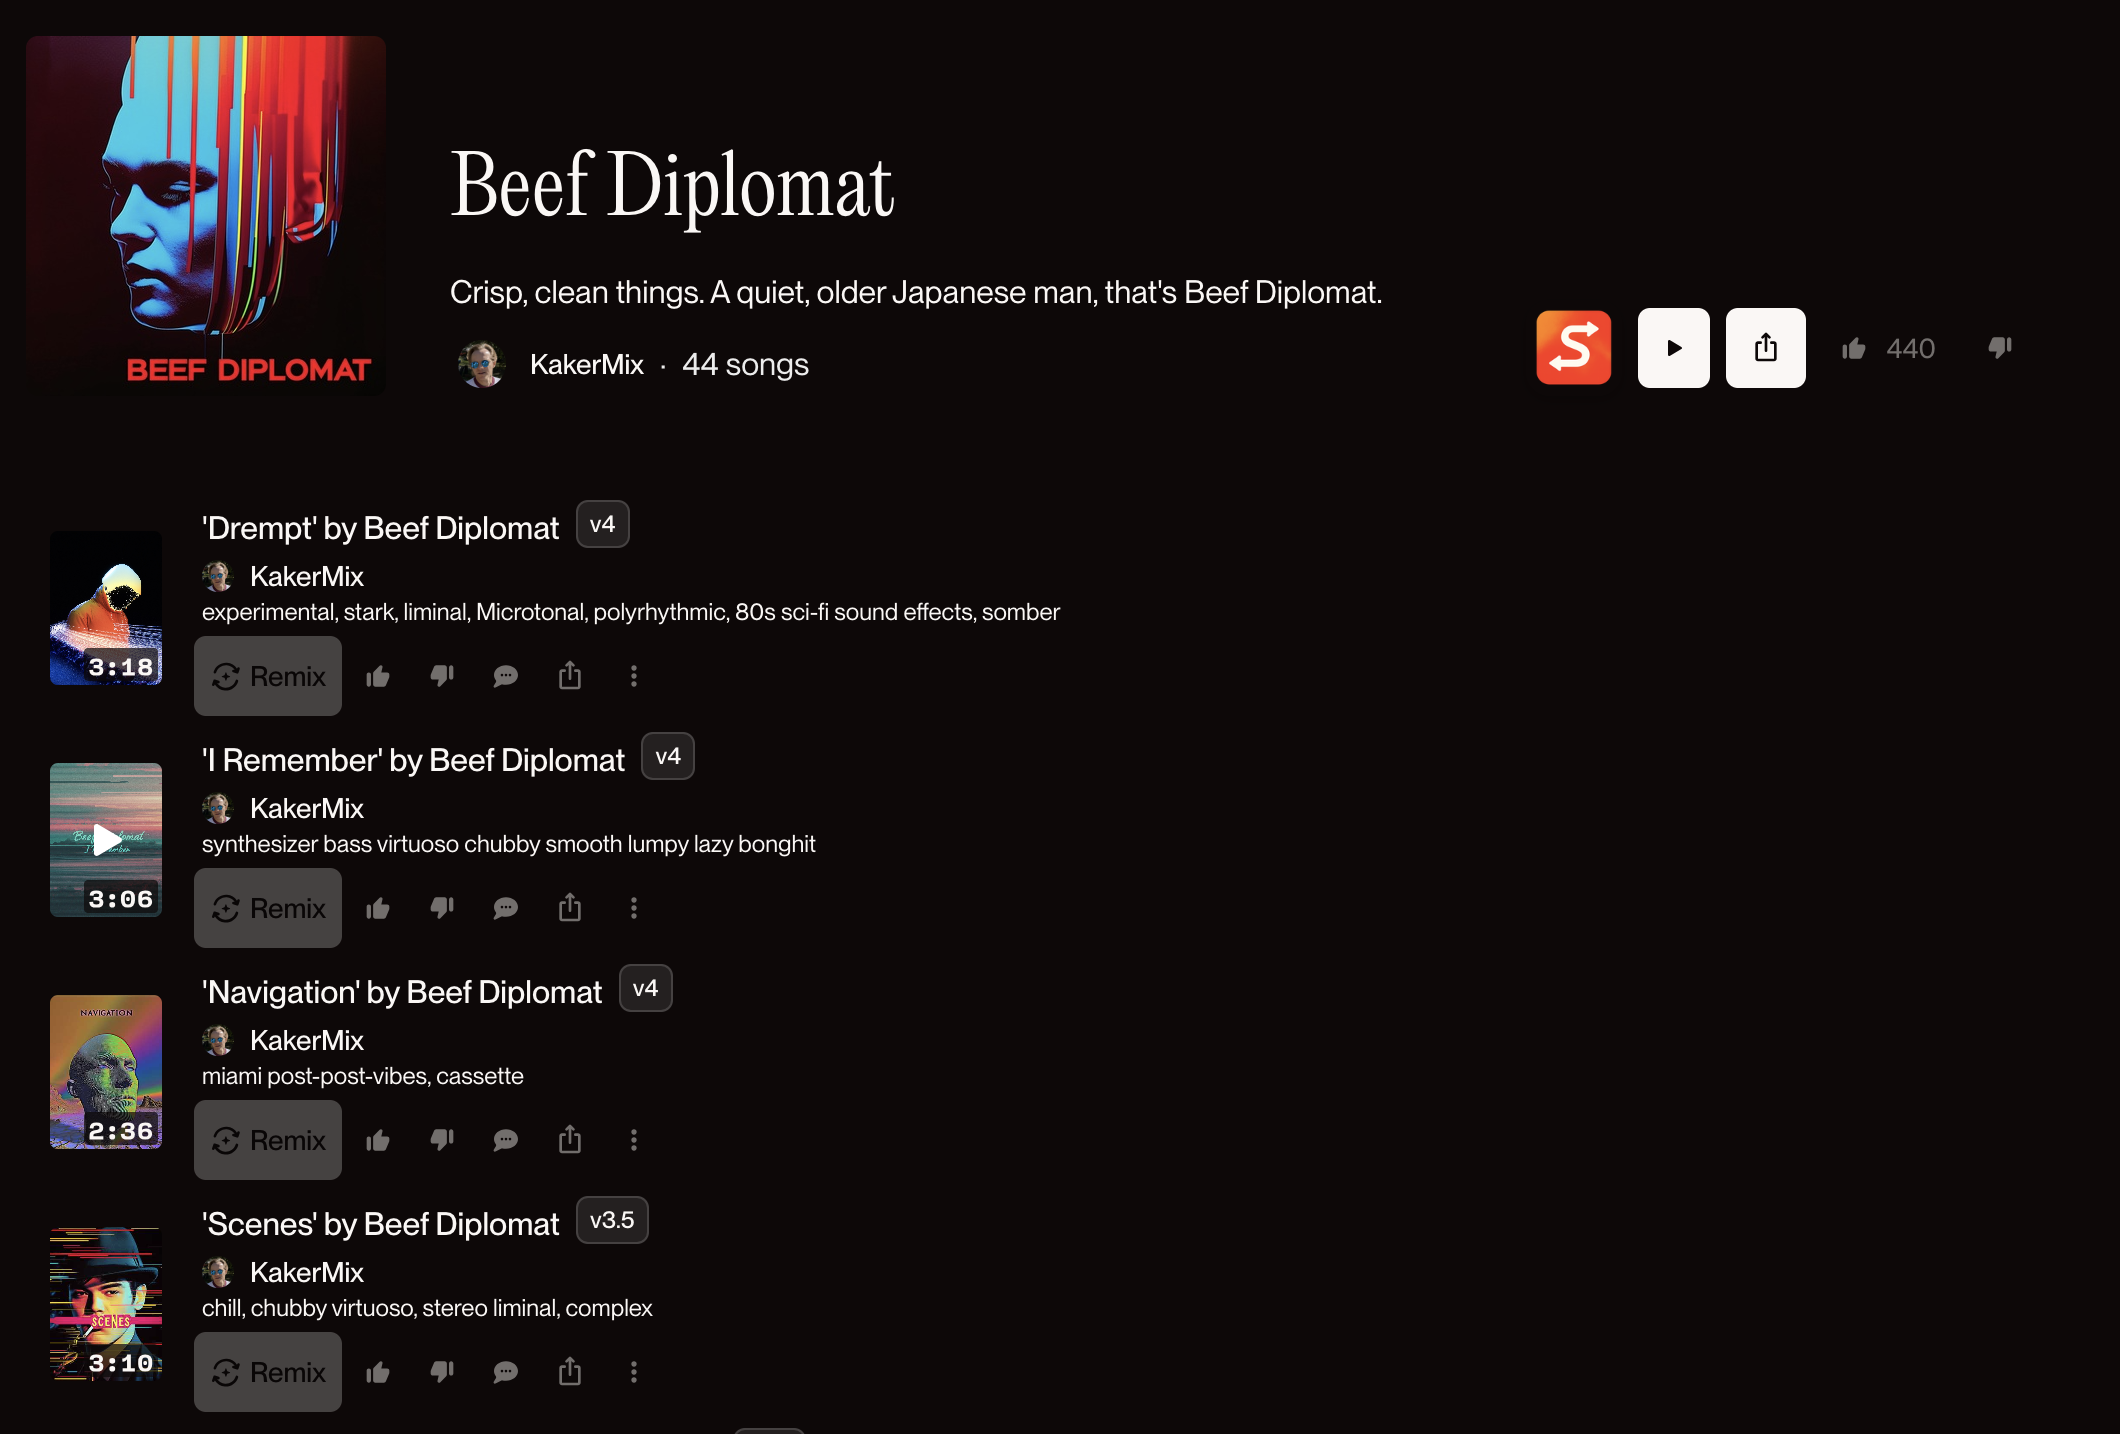 BEEF DIPLOMAT
Beef Diplomat
Crisp, clean things. A quiet, older Japanese man, that's Beef Diplomat.
KakerMix · 44 songs
S
440
'Drempt' by Beef Diplomat v4
KakerMix
experimental, stark, liminal, Microtonal, polyrhythmic, 80s sci-fi sound effects, somber
3:18
Remix
'I Remember' by Beef Diplomat v4
KakerMix
synthesizer bass virtuoso chubby smooth lumpy lazy bonghit
3:06
Remix
'Navigation' by Beef Diplomat v4
NAVIGATION
KakerMix
miami post-post-vibes, cassette
2:36
Remix
'Scenes' by Beef Diplomat v3.5
KakerMix
chill, chubby virtuoso, stereo liminal, complex
SCENES
3:10
Remix